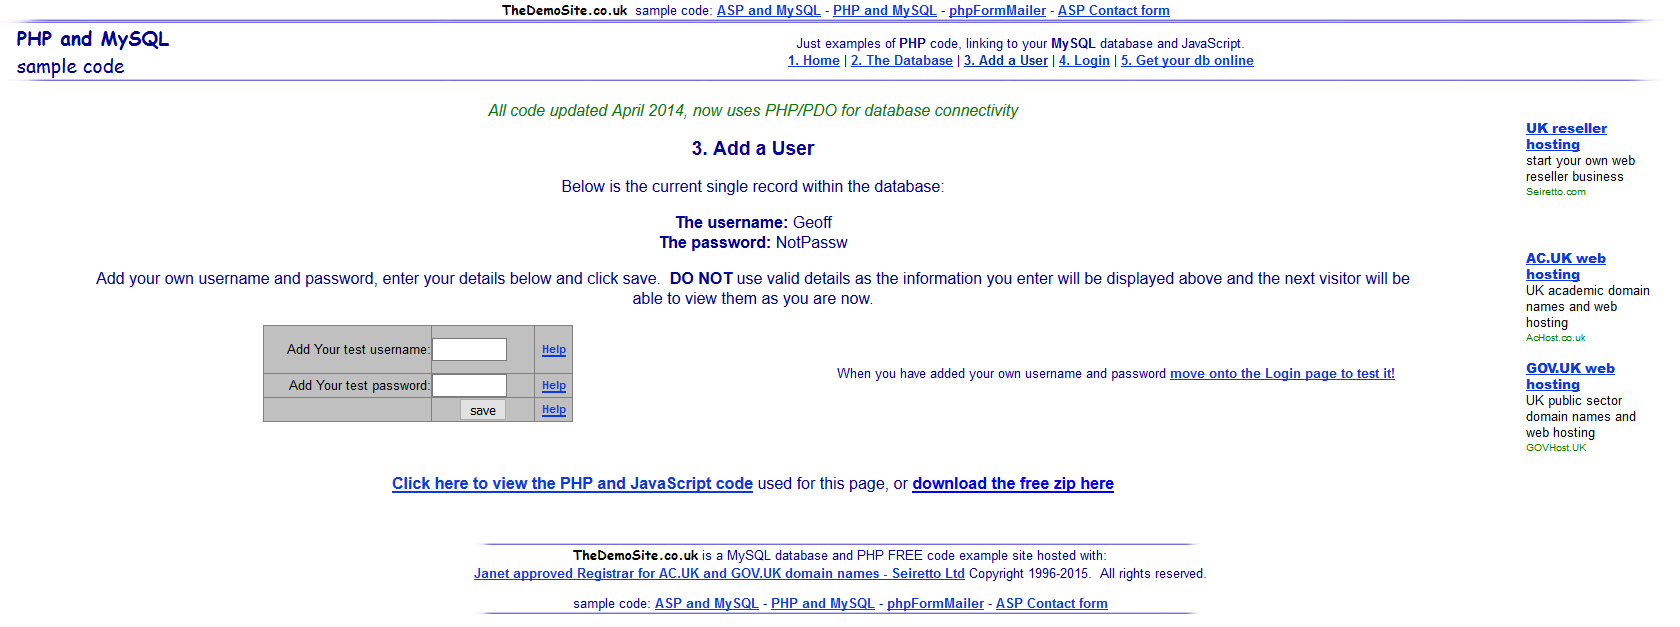 TheDemoSite.co.uk sample code: ASP and MySQL - PHP and MySQL - phpFormMailer - ASP Contact form
PHP and MySQL
sample code
Just examples of PHP code, linking to your MySQL database and JavaScript.
1. Home | 2. The Database | 3. Add a User | 4. Login | 5. Get your db online
All code updated April 2014, now uses PHP/PDO for database connectivity
3. Add a User
Below is the current single record within the database:
The username: Geoff
The password: NotPassw
Add your own username and password, enter your details below and click save. DO NOT use valid details as the information you enter will be displayed above and the next visitor will be
able to view them as you are now.
Add Your test username: Help
Add Your test password: Help
save Help
When you have added your own username and password move onto the Login page to test it!
Click here to view the PHP and JavaScript code used for this page, or download the free zip here
UK reseller
hosting
start your own web
reseller business
Seiretto.com
AC.UK web
hosting
UK academic domain
names and web
hosting
AcHost.co.uk
GOV.UK web
hosting
UK public sector
domain names and
web hosting
GOVHost.UK
TheDemoSite.co.uk is a MySQL database and PHP FREE code example site hosted with:
Janet approved Registrar for AC.UK and GOV.UK domain names - Seiretto Ltd Copyright 1996-2015. All rights reserved.
sample code: ASP and MySQL - PHP and MySQL - phpFormMailer - ASP Contact form